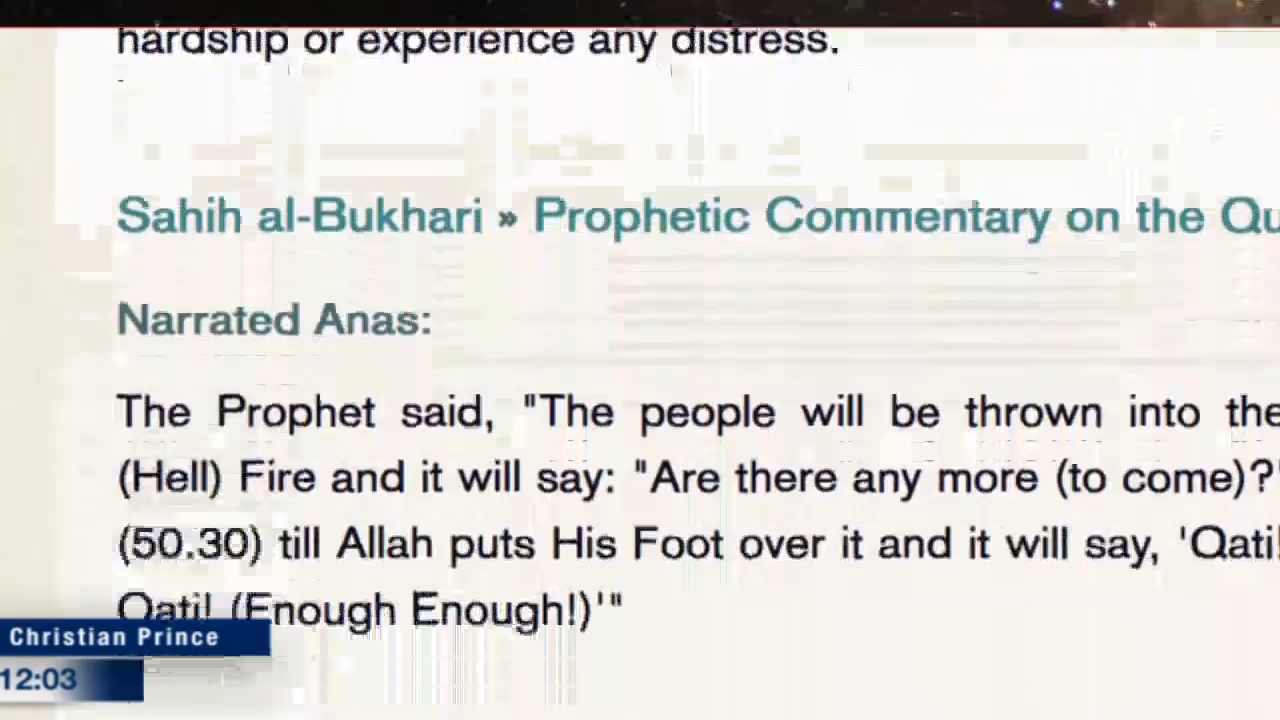 hardship or experience any distress.
Sahih al-Bukhari » Prophetic Commentary on the Qu
Narrated Anas:
The Prophet said, "The people will be thrown into the
(Hell) Fire and it will say: "Are there any more (to come)?'
(50.30) till Allah puts His Foot over it and it will say, 'Qati!
Qati! (Enough Enough!)'"
Christian Prince
12:03